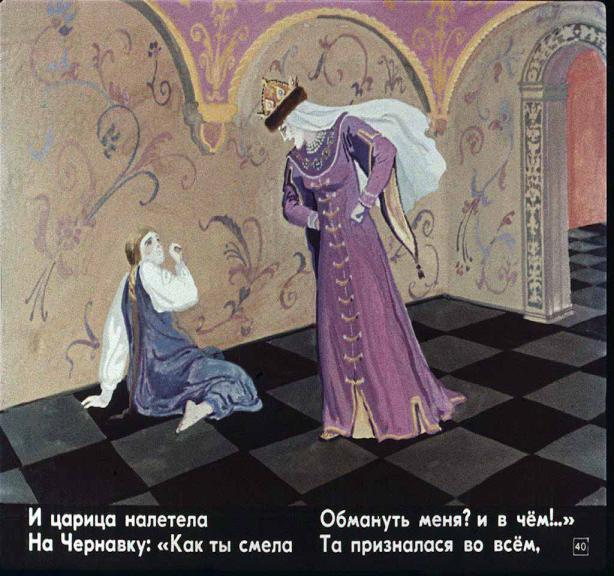 И царица налетела
На Чернавку: «Как ты смела
Обмануть меня? и в чём!..»
Та призналася во всём,
40